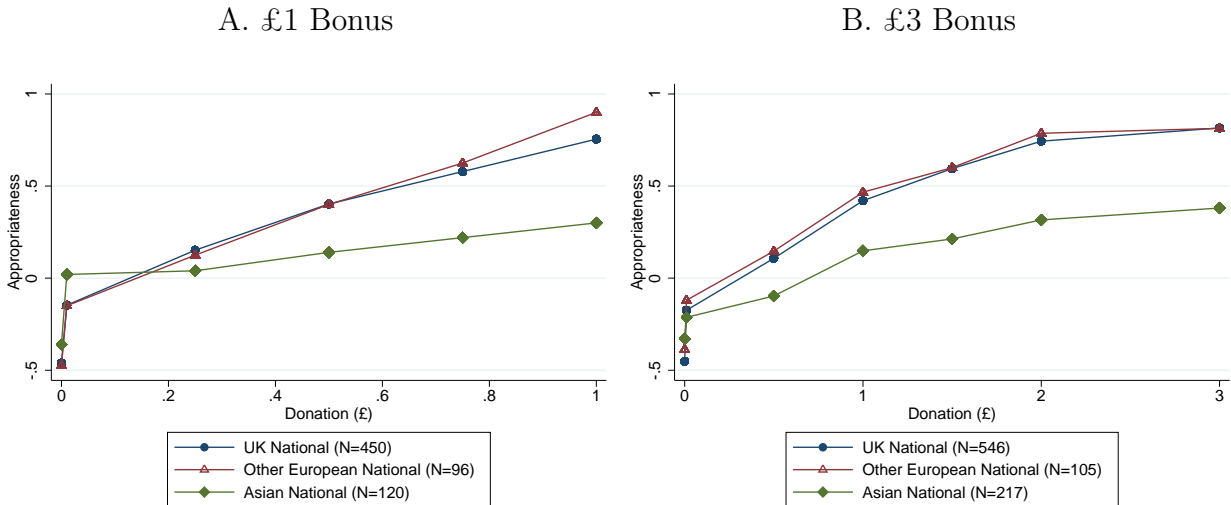 A. £1 Bonus
Appropriateness
1
.5
0
-.5
0
.2
.4
.6
.8
1
Donation (£)
UK National (N=450)
Other European National (N=96)
Asian National (N=120)
B. £3 Bonus
Appropriateness
1
.5
0
-.5
0
1
2
3
Donation (£)
UK National (N=546)
Other European National (N=105)
Asian National (N=217)